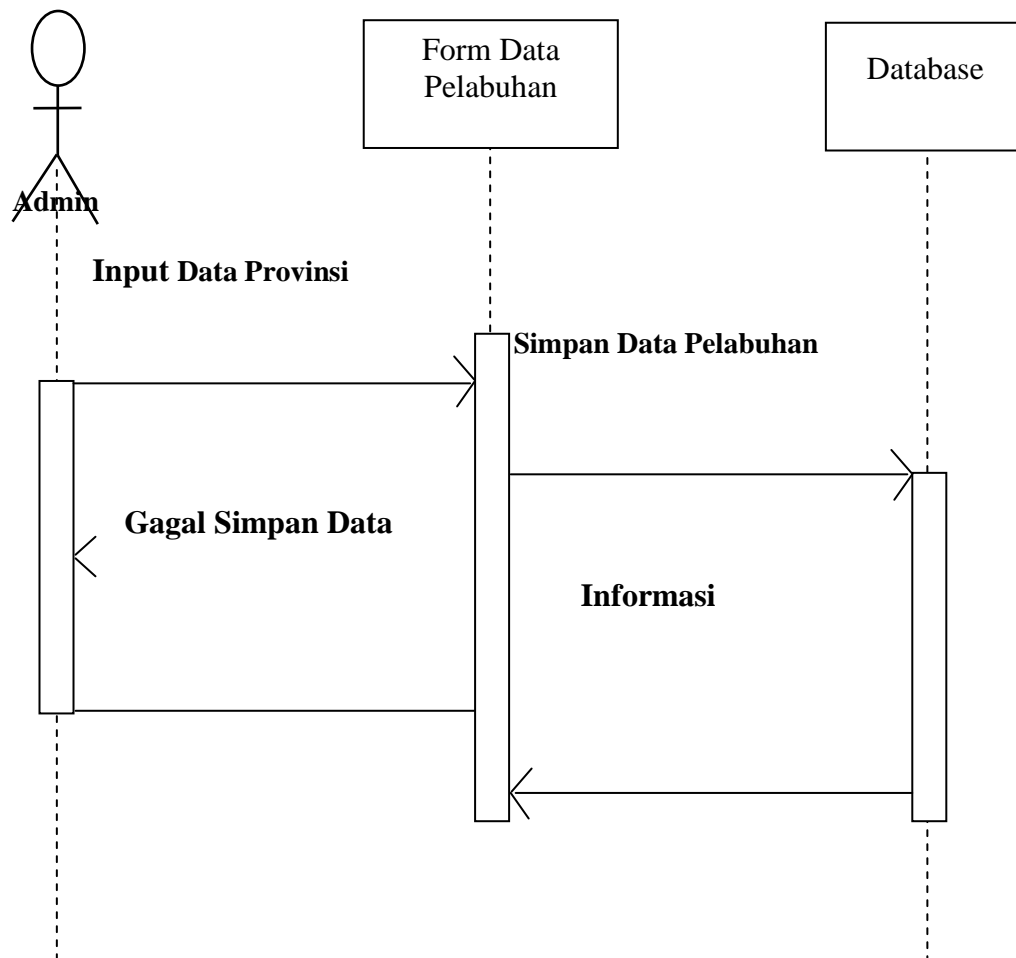 Form Data
Pelabuhan
Database
Admin
Input Data Provinsi
Simpan Data Pelabuhan
Gagal Simpan Data
Informasi